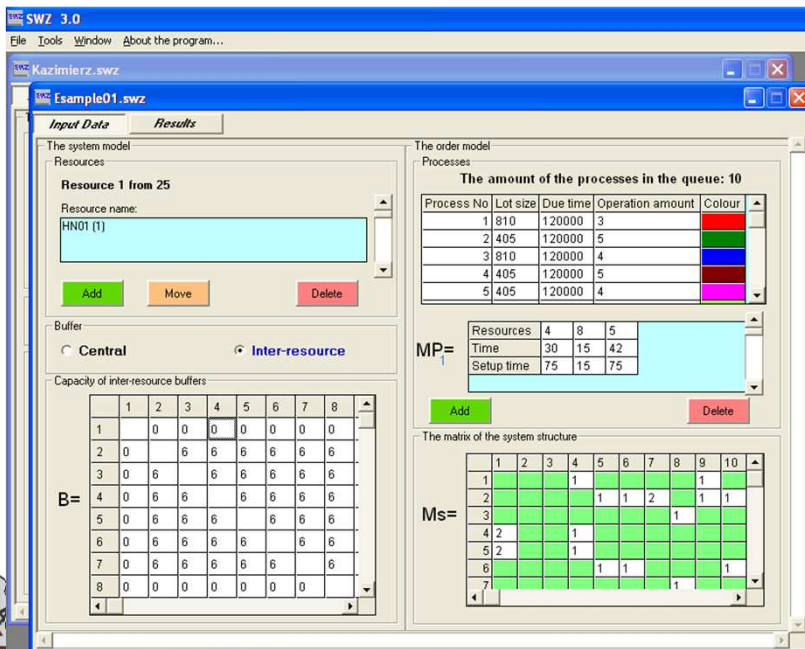 SWZ 3.0
File Tools Window About the program...
Kazimierz.swz
Esample01.swz
Input Data Results
The system model
Resources
Resource 1 from 25
Resource name:
HN01 (1)
Add Move Delete
Buffer
Central Inter-resource
Capacity of inter-resource buffers
1 2 3 4 5 6 7 8
1 0 0 0 0 0 0 0
2 0 6 6 6 6 6 6
3 0 6 6 6 6 6 6
B=
4 0 6 6 6 6 6 6
5 0 6 6 6 6 6 6
6 0 6 6 6 6 6 6
7 0 6 6 6 6 6 6
8 0 0 0 0 0 0 0
The order model
Processes
The amount of the processes in the queue: 10
Process No Lot size Due time Operation amount Colour
1 810 120000 3
2 405 120000 5
3 810 120000 4
4 405 120000 5
5 405 120000 4
MP=
1
Resources 4 8 5
Time 30 15 42
Setup time 75 15 75
Add Delete
The matrix of the system structure
1 2 3 4 5 6 7 8 9 10
1 1 1
2 1 1 2 1 1
3 1
Ms=
4 2 1
5 2 1
6 1 1 1
7 1